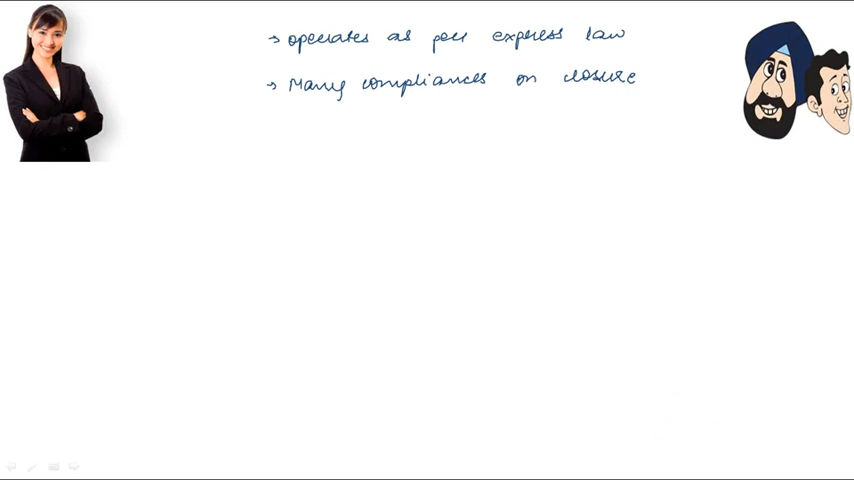 → operates as per express law
→ Many compliances on closure